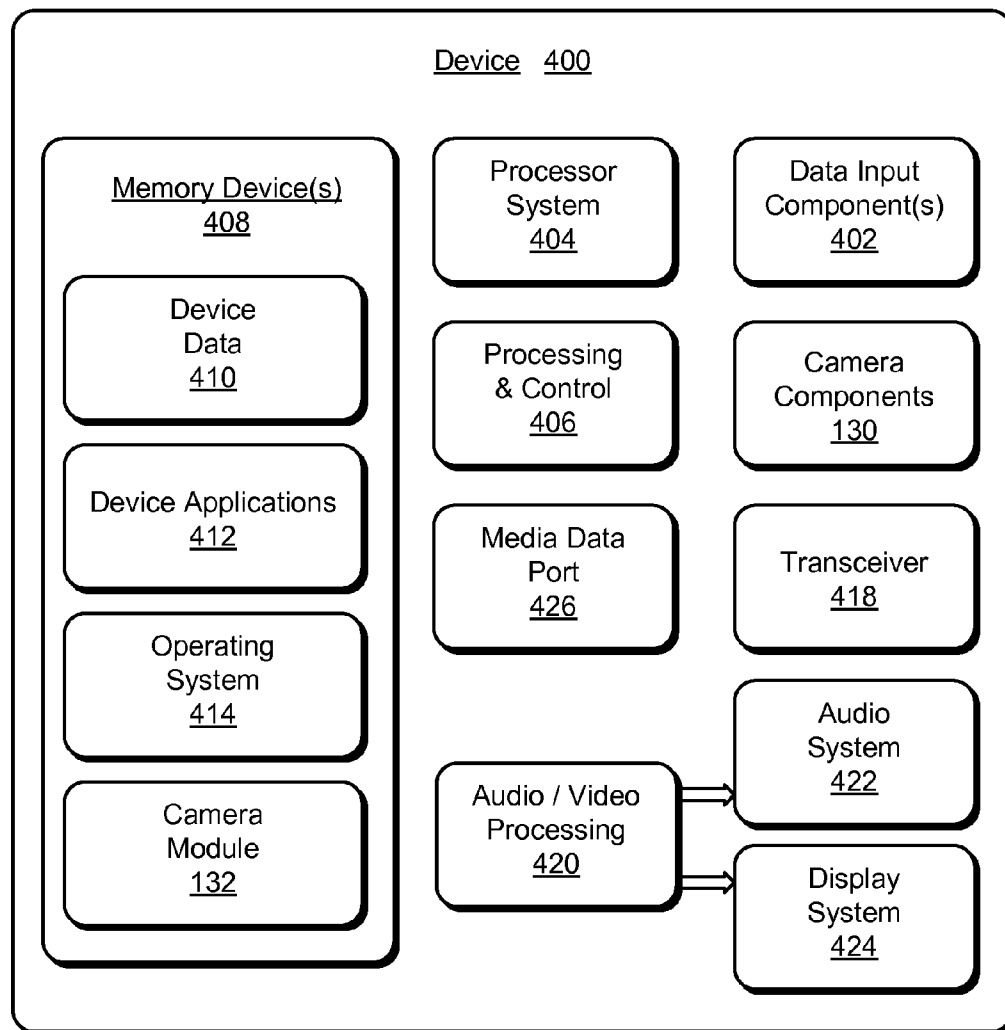 Device 400
Memory Device(s)
408
Device
Data
410
Device Applications
412
Operating
System
414
Camera
Module
132
Processor
System
404
Data Input
Component(s)
402
Processing
& Control
406
Camera
Components
130
Media Data
Port
426
Transceiver
418
Audio / Video
Processing
420
Audio
System
422
Display
System
424